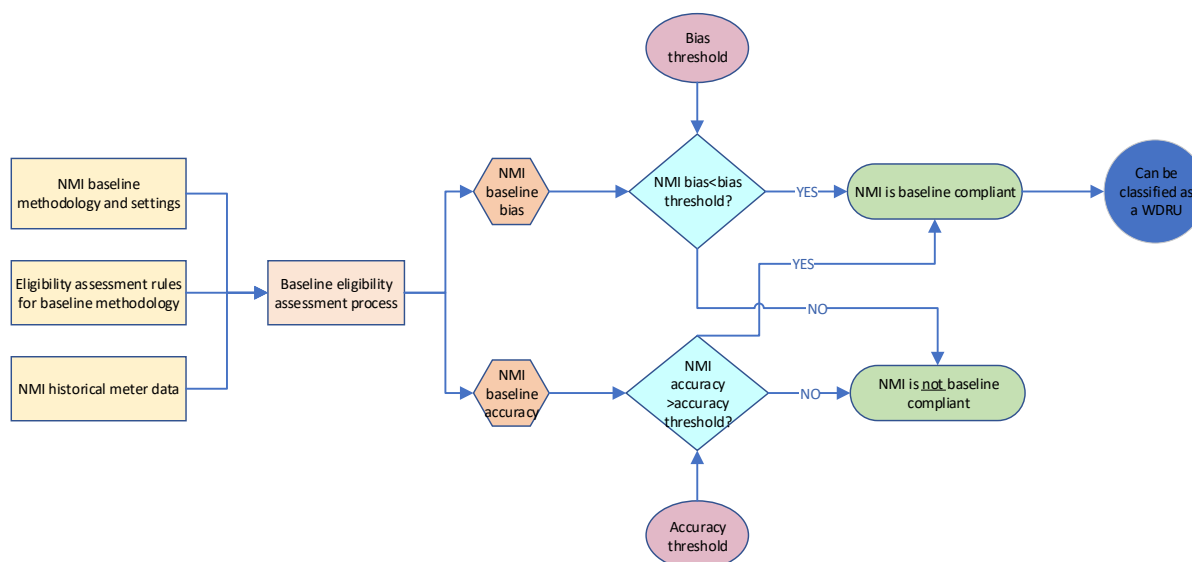 Bias
threshold
NMI baseline
methodology and settings
NMI
baseline
bias
NMI bias<bias
threshold?
YES
NMI is baseline compliant
Can be
classified as
a WDRU
YES
Eligibility assessment rules
for baseline methodology
Baseline eligibility
assessment process
NO
NMI historical meter data
NMI
baseline
accuracy
NMI
accuracy
>accuracy
threshold?
NO
NMI is not baseline
compliant
Accuracy
threshold